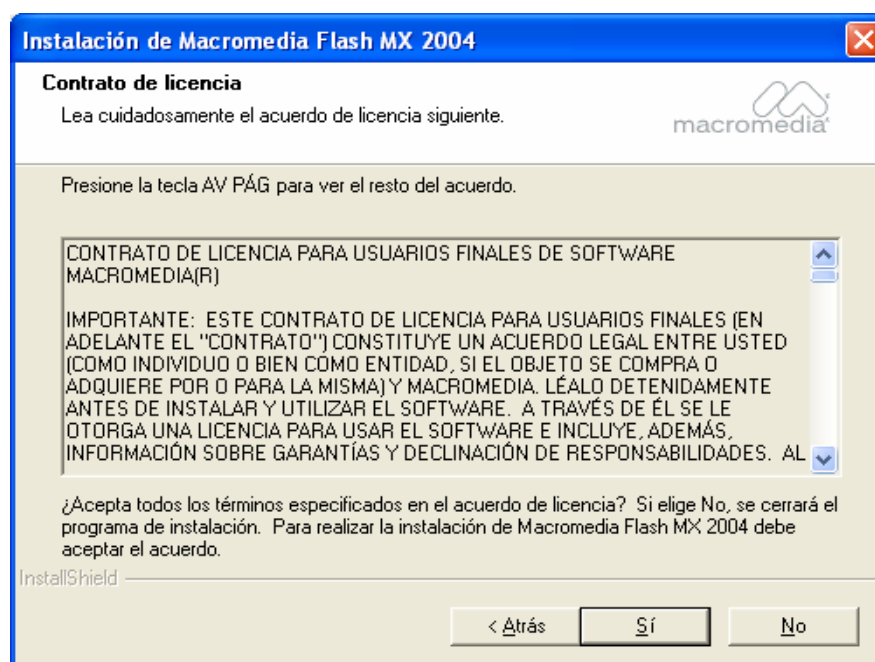 Instalación de Macromedia Flash MX 2004
Contrato de licencia
Lea cuidadosamente el acuerdo de licencia siguiente.
macromedia
Presione la tecla AV PÁG para ver el resto del acuerdo.
CONTRATO DE LICENCIA PARA USUARIOS FINALES DE SOFTWARE
MACROMEDIA(R)
IMPORTANTE:  ESTE CONTRATO DE LICENCIA PARA USUARIOS FINALES (EN
ADELANTE EL "CONTRATO") CONSTITUYE UN ACUERDO LEGAL ENTRE USTED
(COMO INDIVIDUO O BIEN COMO ENTIDAD, SI EL OBJETO SE COMPRA O
ADQUIERE POR O PARA LA MISMA) Y MACROMEDIA. LÉALO DETENIDAMENTE
ANTES DE INSTALAR Y UTILIZAR EL SOFTWARE.  A TRAVÉS DE ÉL SE LE
OTORGA UNA LICENCIA PARA USAR EL SOFTWARE E INCLUYE, ADEMÁS,
INFORMACIÓN SOBRE GARANTÍAS Y DECLINACIÓN DE RESPONSABILIDADES.  AL
¿Acepta todos los términos especificados en el acuerdo de licencia?  Si elige No, se cerrará el
programa de instalación.  Para realizar la instalación de Macromedia Flash MX 2004 debe
aceptar el acuerdo.
InstallShield
< Atrás
Sí
No